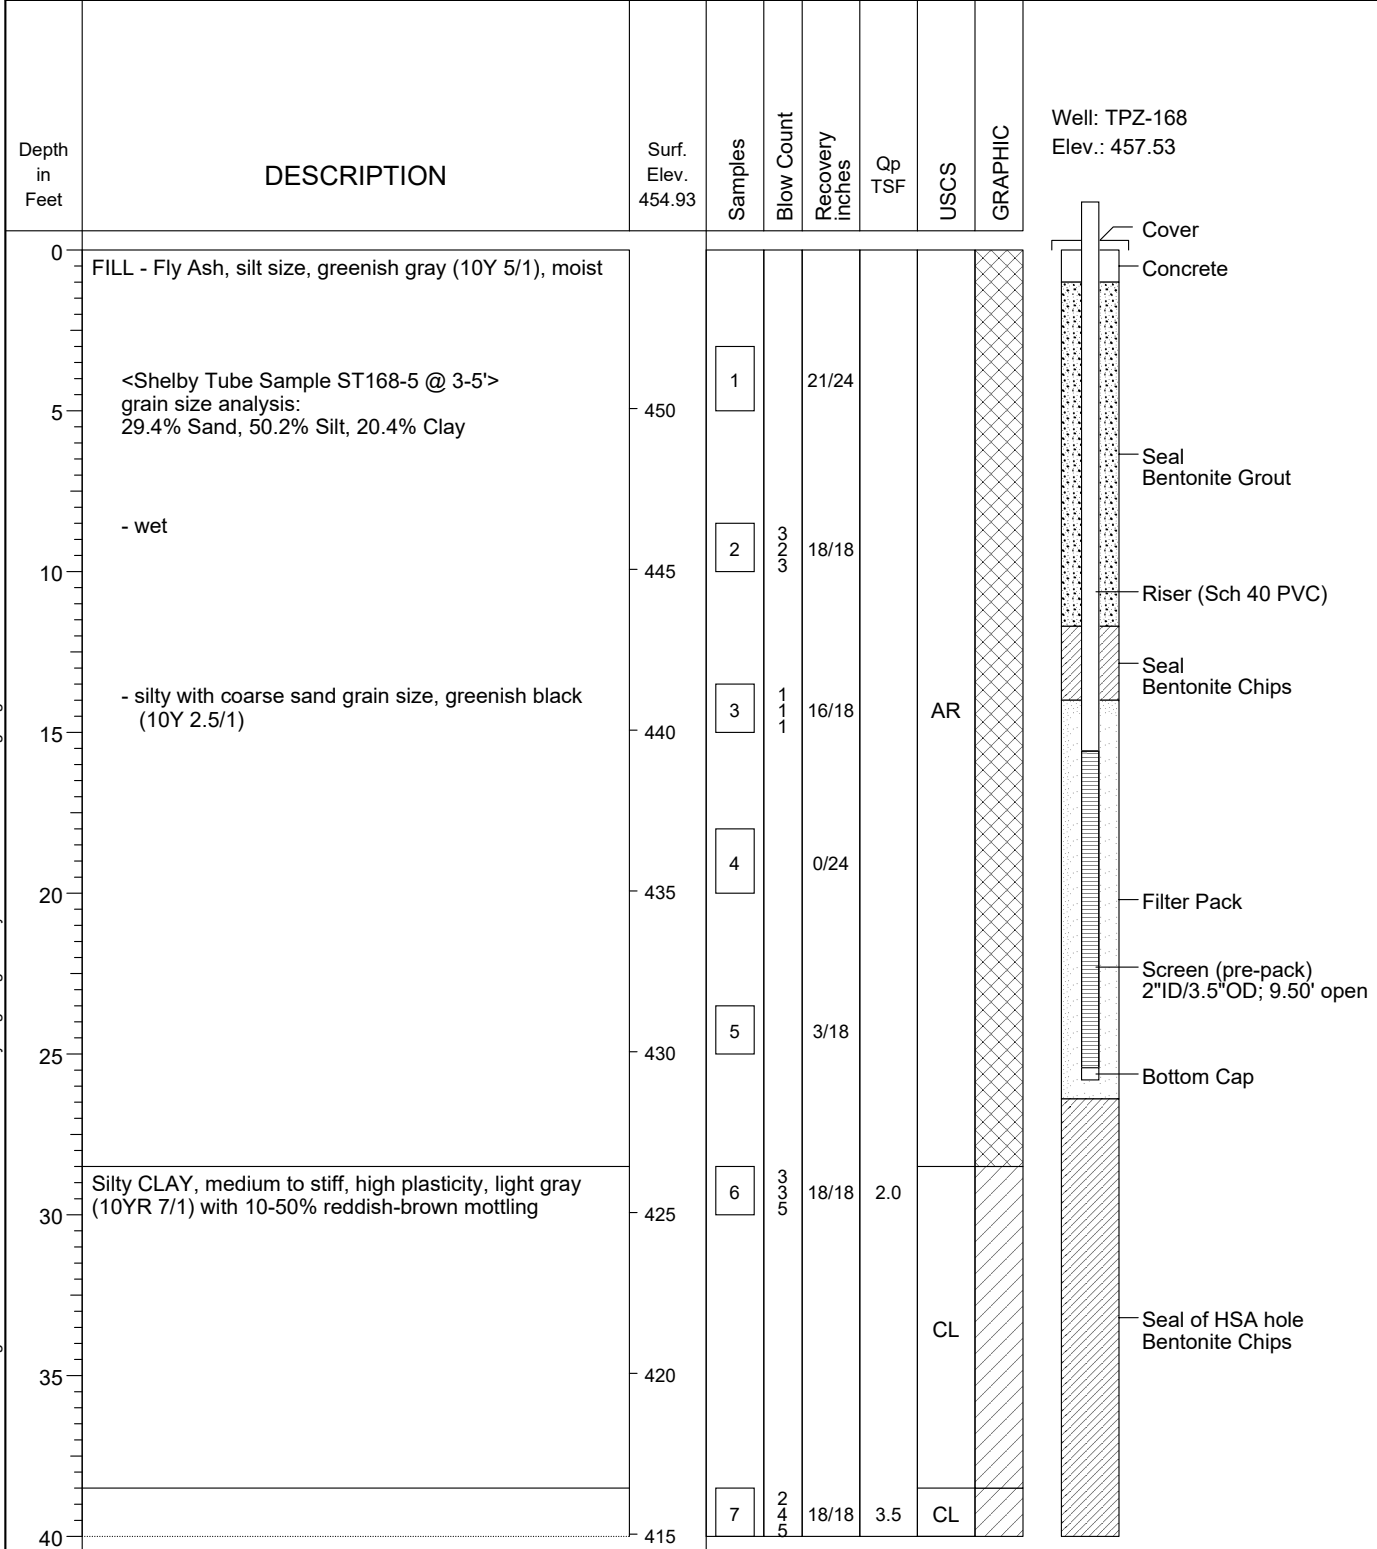 Depth
in
Feet
DESCRIPTION
Surf.
Elev.
454.93
Samples
Blow Count
Recovery
inches
Qp
TSF
USCS
GRAPHIC
Well: TPZ-168
Elev.: 457.53
Cover
Concrete
0
FILL - Fly Ash, silt size, greenish gray (10Y 5/1), moist
<Shelby Tube Sample ST168-5 @ 3-5'>
grain size analysis:
29.4% Sand, 50.2% Silt, 20.4% Clay
1
21/24
5
450
Seal
Bentonite Grout
- wet
2
3
2
3
18/18
10
445
Riser (Sch 40 PVC)
Seal
Bentonite Chips
- silty with coarse sand grain size, greenish black
(10Y 2.5/1)
3
1
1
1
16/18
AR
15
440
4
0/24
20
435
Filter Pack
Screen (pre-pack)
2"ID/3.5"OD; 9.50' open
5
3/18
25
430
Bottom Cap
Silty CLAY, medium to stiff, high plasticity, light gray
(10YR 7/1) with 10-50% reddish-brown mottling
6
3
3
5
18/18
2.0
30
425
CL
Seal of HSA hole
Bentonite Chips
35
420
7
2
4
5
18/18
3.5
CL
40
415